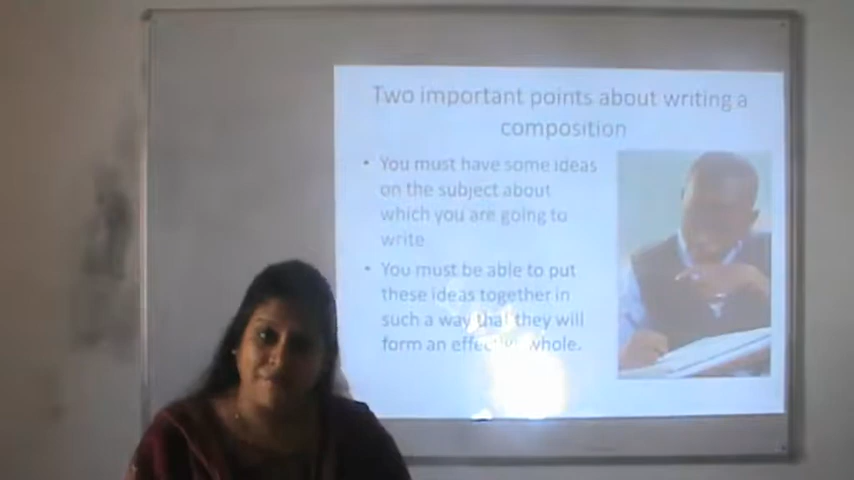 Two important points about writing a
composition
• You must have some ideas
on the subject about
which you are going to
write
• You must be able to put
these ideas together in
such a way that they will
form an effective whole.